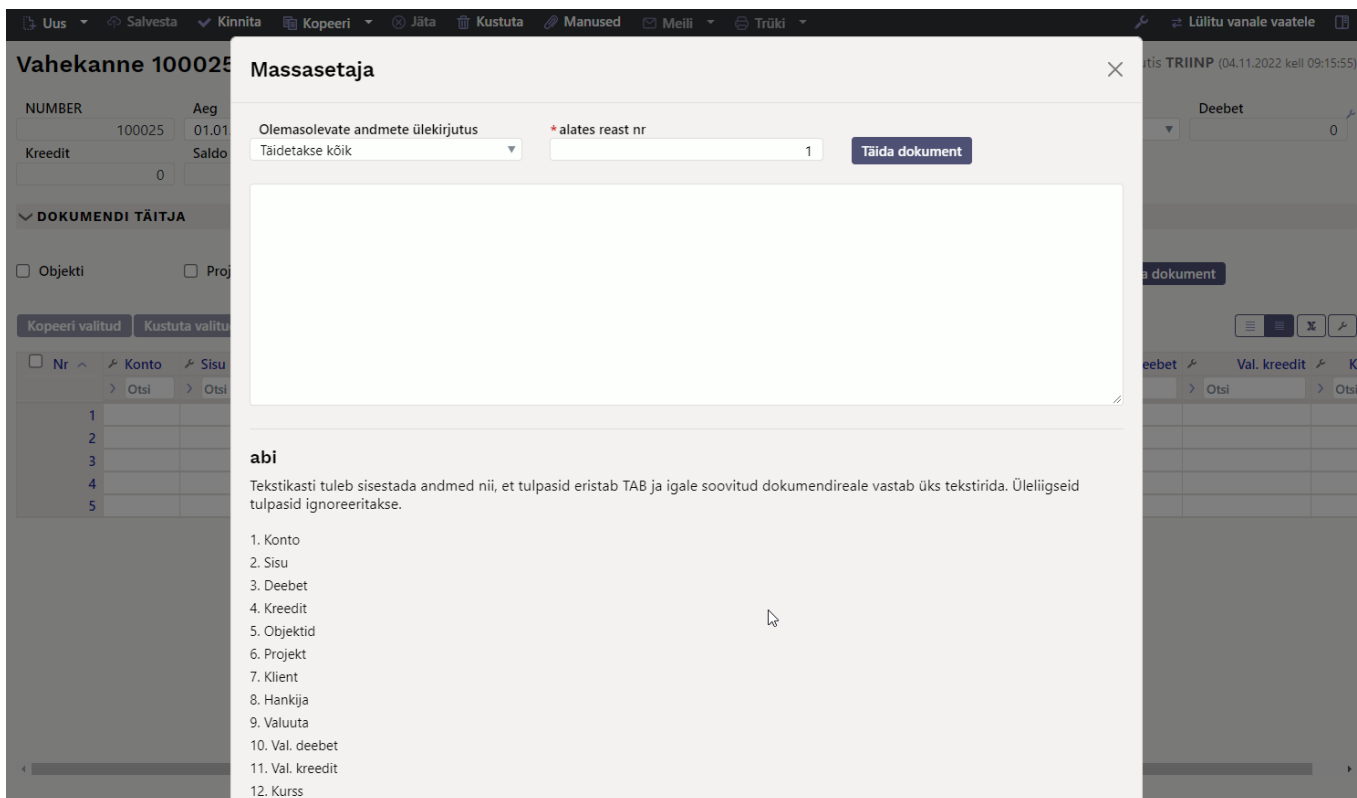 Uus Salvesta Kinnita Kopeeri Jäta Kustuta Manused Meili Trüki Lülitu vanale vaatele
Vahekanne 100025
TRIINP (04.11.2022 kell 09:15:55)
Massasetaja
NUMBER Aeg Deebet
100025 01.01 0
Kreedit Saldo
0
Olemasolevate andmete ülekirjutus * alates reast nr
Täidetakse kõik 1 Täida dokument
DOKUMENDI TÄITJA
Objekti Proj dokument
Kopeeri valitud Kustuta valitu
Nr Konto Sisu eebet Val. kreedit K
Otsi Otsi Otsi Otsi
1
2
3
4
5
abi
Tekstikasti tuleb sisestada andmed nii, et tulpasid eristab TAB ja igale soovitud dokumendireale vastab üks tekstirida. Üleliigseid
tulpasid ignoreeritakse.
1. Konto
2. Sisu
3. Deebet
4. Kreedit
5. Objektid
6. Projekt
7. Klient
8. Hankija
9. Valuuta
10. Val. deebet
11. Val. kreedit
12. Kurss